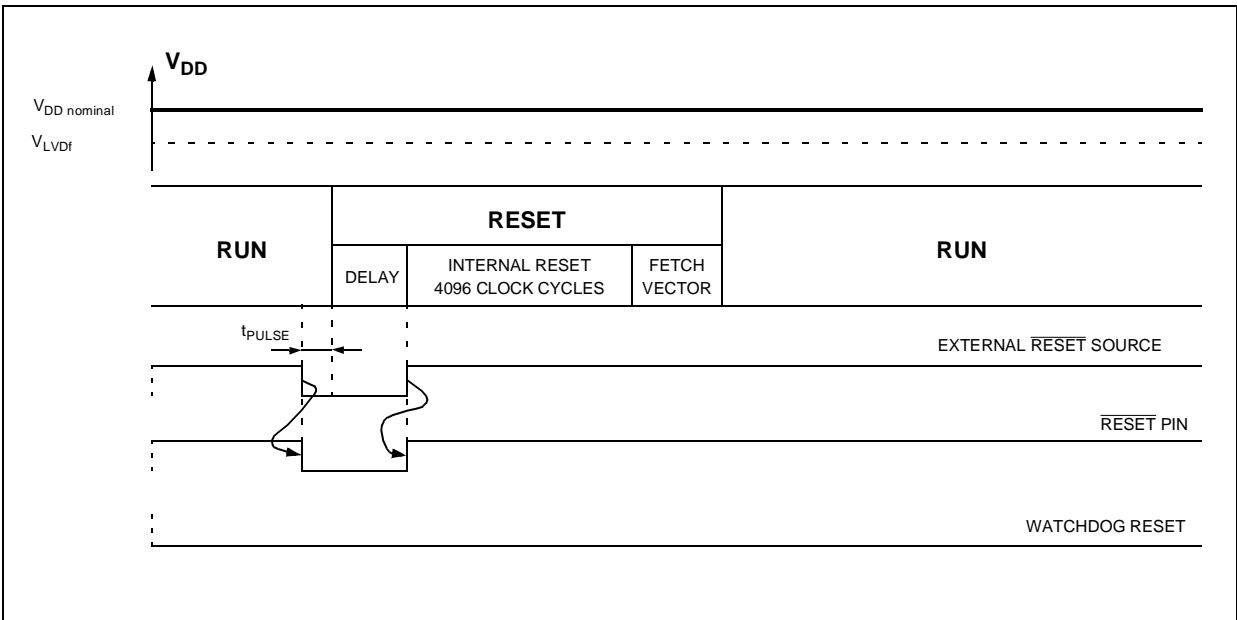 VDD
VDD nominal
VLVDf
RUN
RESET
DELAY
INTERNAL RESET
4096 CLOCK CYCLES
FETCH
VECTOR
RUN
tPULSE
EXTERNAL RESET SOURCE
RESET PIN
WATCHDOG RESET